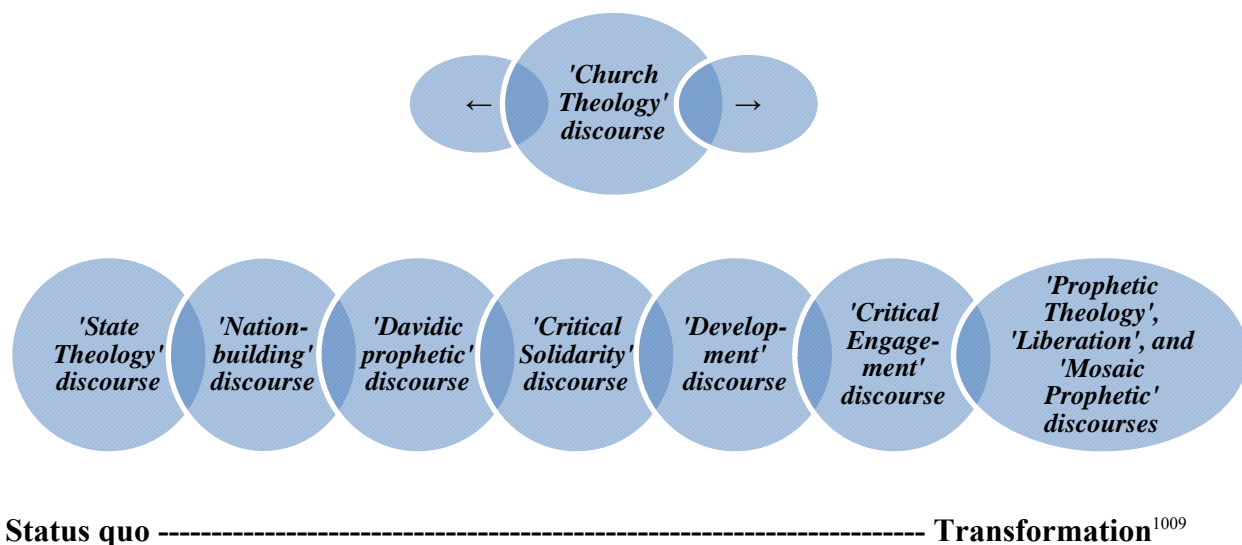 'Church
← Theology' →
discourse
'State
Theology'
discourse
'Nation-
building'
discourse
'Davidic
prophetic'
discourse
'Critical
Solidarity'
discourse
'Develop-
ment'
discourse
'Critical
Engage-
ment'
discourse
'Prophetic
Theology',
'Liberation', and
'Mosaic
Prophetic'
discourses
Status quo ------------------------------------------------------------ Transformation1009